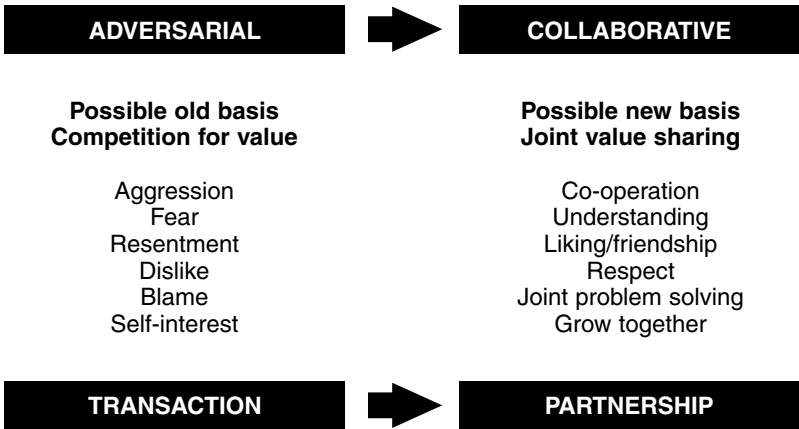 ADVERSARIAL
COLLABORATIVE
Possible old basis
Competition for value
Aggression
Fear
Resentment
Dislike
Blame
Self-interest
Possible new basis
Joint value sharing
Co-operation
Understanding
Liking/friendship
Respect
Joint problem solving
Grow together
TRANSACTION
PARTNERSHIP